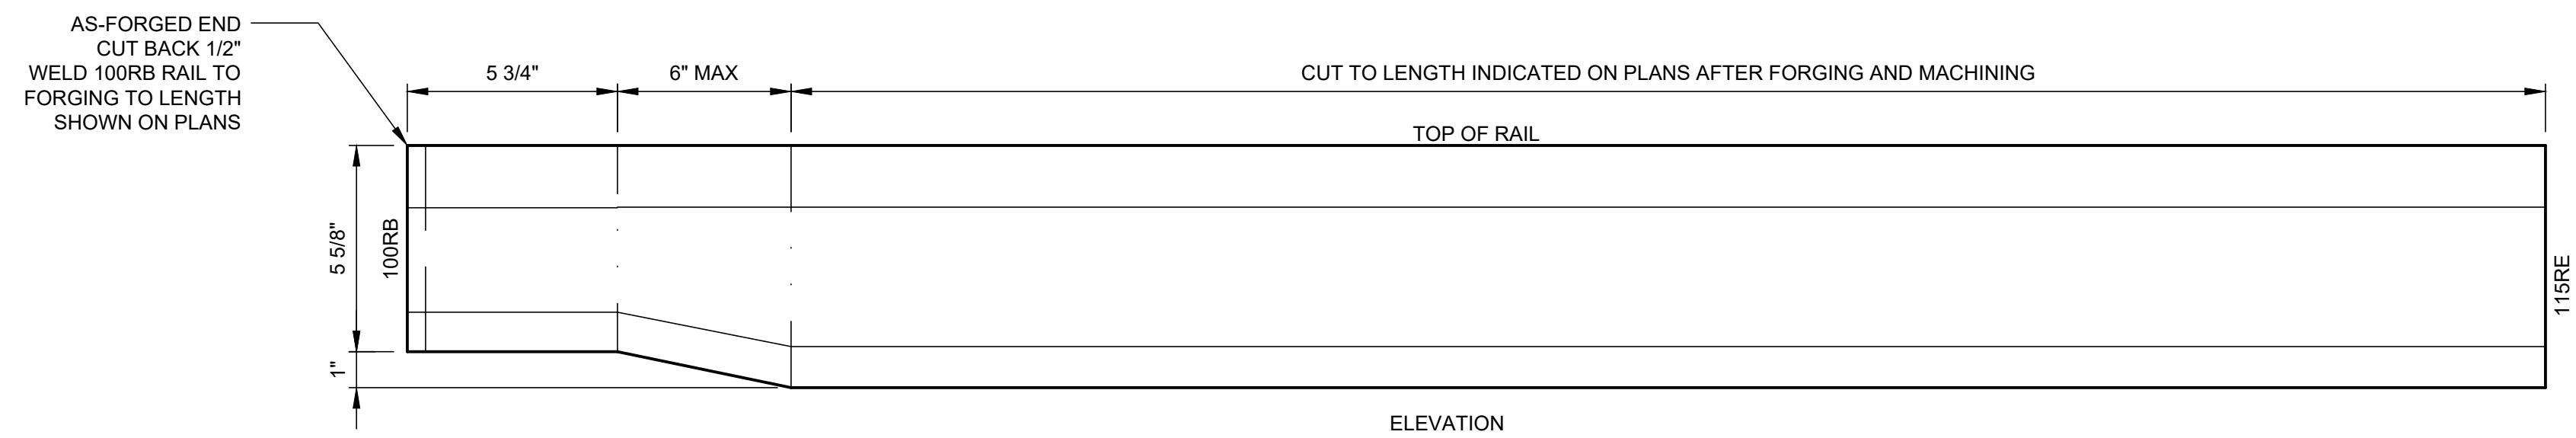 AS-FORGED END
CUT BACK 1/2"
WELD 100RB RAIL TO
FORGING TO LENGTH
SHOWN ON PLANS
5 3/4"
6" MAX
CUT TO LENGTH INDICATED ON PLANS AFTER FORGING AND MACHINING
TOP OF RAIL
5 5/8"
100RB
1"
115RE
ELEVATION